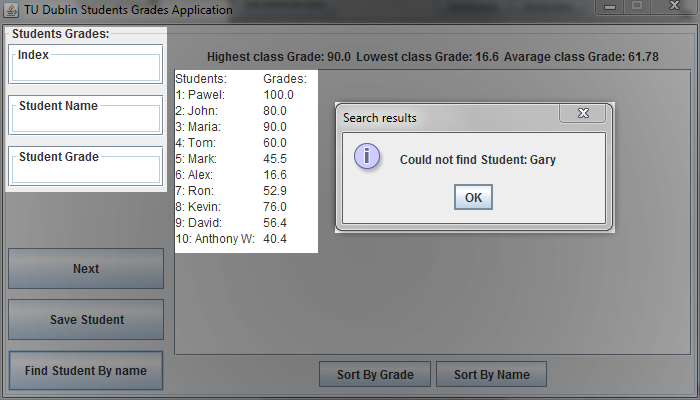 TU Dublin Students Grades Application
Students Grades:
Index
Student Name
Student Grade
Next
Save Student
Find Student By name
Highest class Grade: 90.0 Lowest class Grade: 16.6 Avarage class Grade: 61.78
Students: Grades:
1: Pawel: 100.0
2: John: 80.0
3: Maria: 90.0
4: Tom: 60.0
5: Mark: 45.5
6: Alex: 16.6
7: Ron: 52.9
8: Kevin: 76.0
9: David: 56.4
10: Anthony W: 40.4
Search results
Could not find Student: Gary
OK
Sort By Grade
Sort By Name